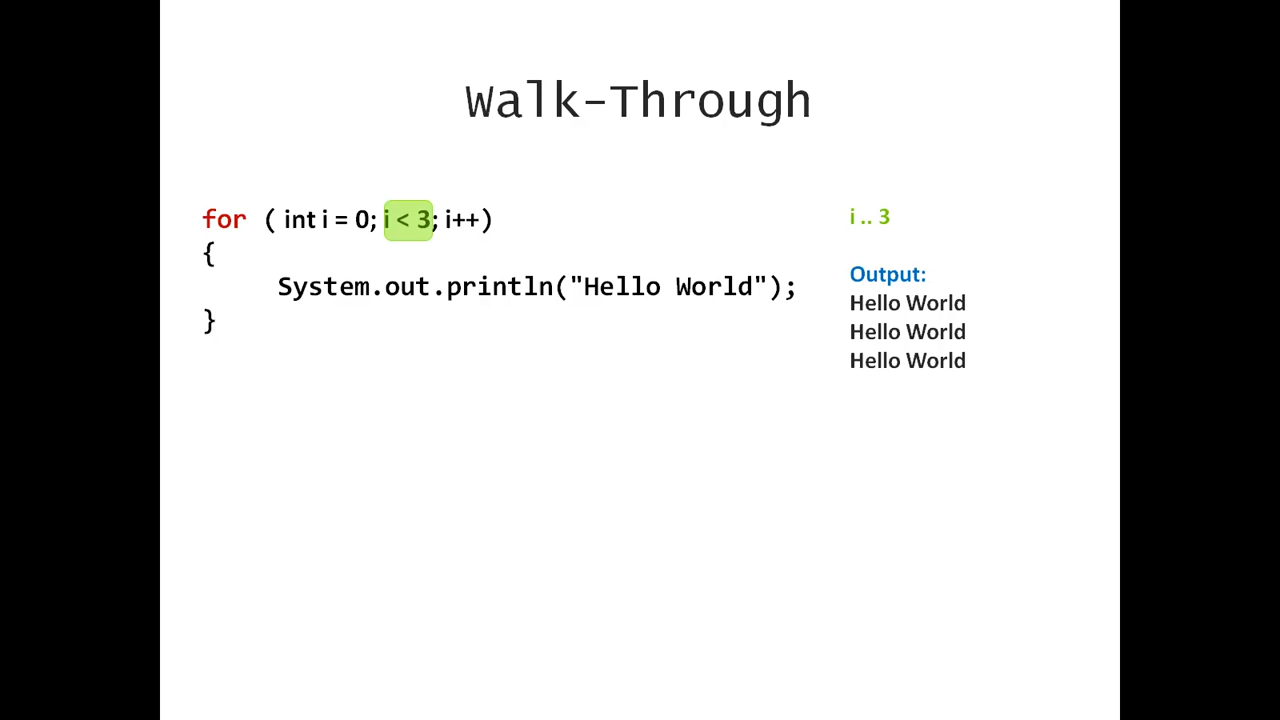 Walk-Through
for ( int i = 0; i < 3; i++)
{
System.out.println("Hello World");
}
i .. 3
Output:
Hello World
Hello World
Hello World